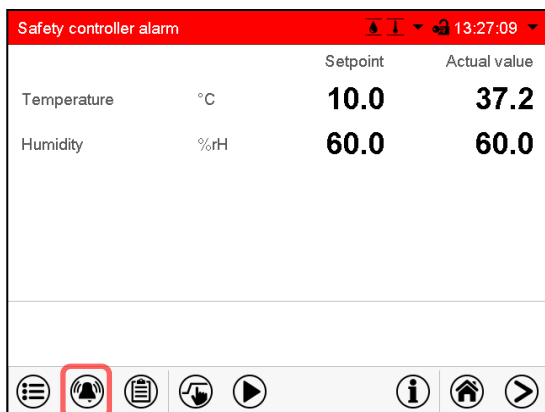 Safety controller alarm 13:27:09
Setpoint Actual value
Temperature °C 10.0 37.2
Humidity %rH 60.0 60.0